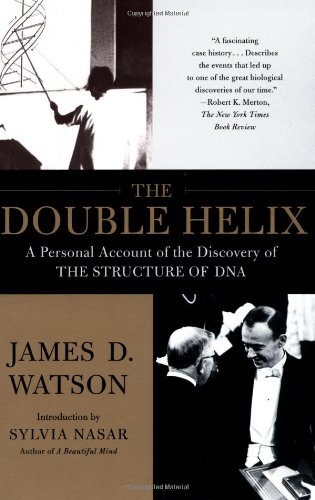 "A fascinating
case history . . . Describes
the events that led up
to one of the great biological
discoveries of our time."
—Robert K. Merton,
The New York Times
Book Review
THE
DOUBLE HELIX
A Personal Account of the Discovery of
THE STRUCTURE OF DNA
JAMES D.
WATSON
Introduction by
SYLVIA NASAR
Author of A Beautiful Mind